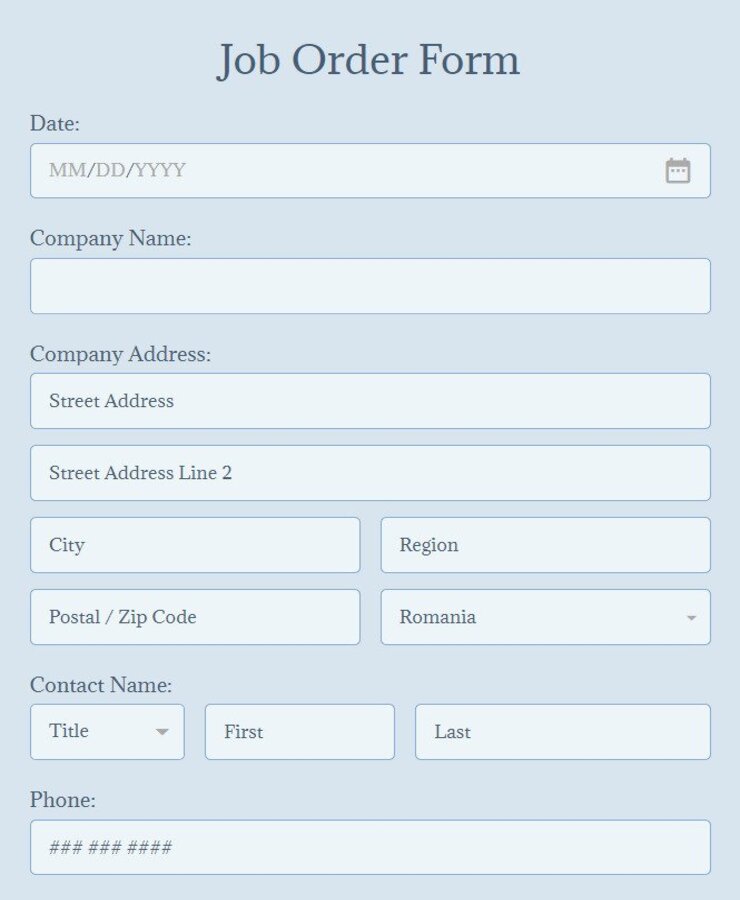 Job Order Form
Date:
MM/DD/YYYY
Company Name:
Company Address:
Street Address
Street Address Line 2
City Region
Postal / Zip Code Romania
Contact Name:
Title First Last
Phone:
### ### ####